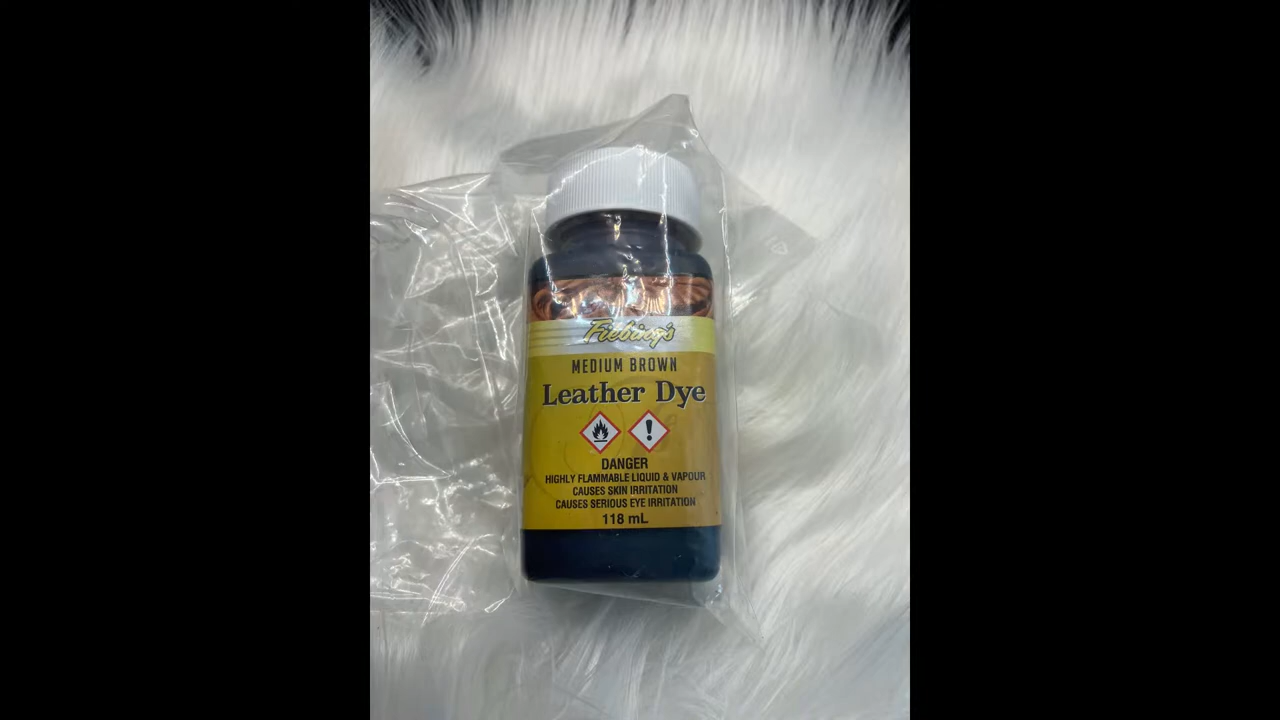 Fiebing's
MEDIUM BROWN
Leather Dye
DANGER
HIGHLY FLAMMABLE LIQUID & VAPOUR
CAUSES SKIN IRRITATION
CAUSES SERIOUS EYE IRRITATION
118 mL